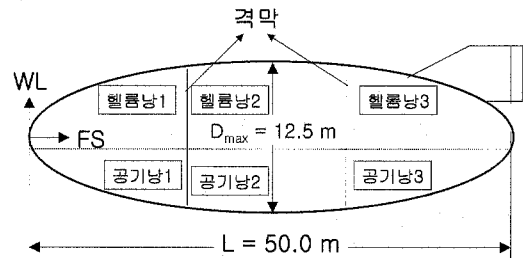 격막
WL
헬륨낭1 헬륨낭2 헬륨낭3
D_max = 12.5 m
FS
공기낭1 공기낭2 공기낭3
L = 50.0 m